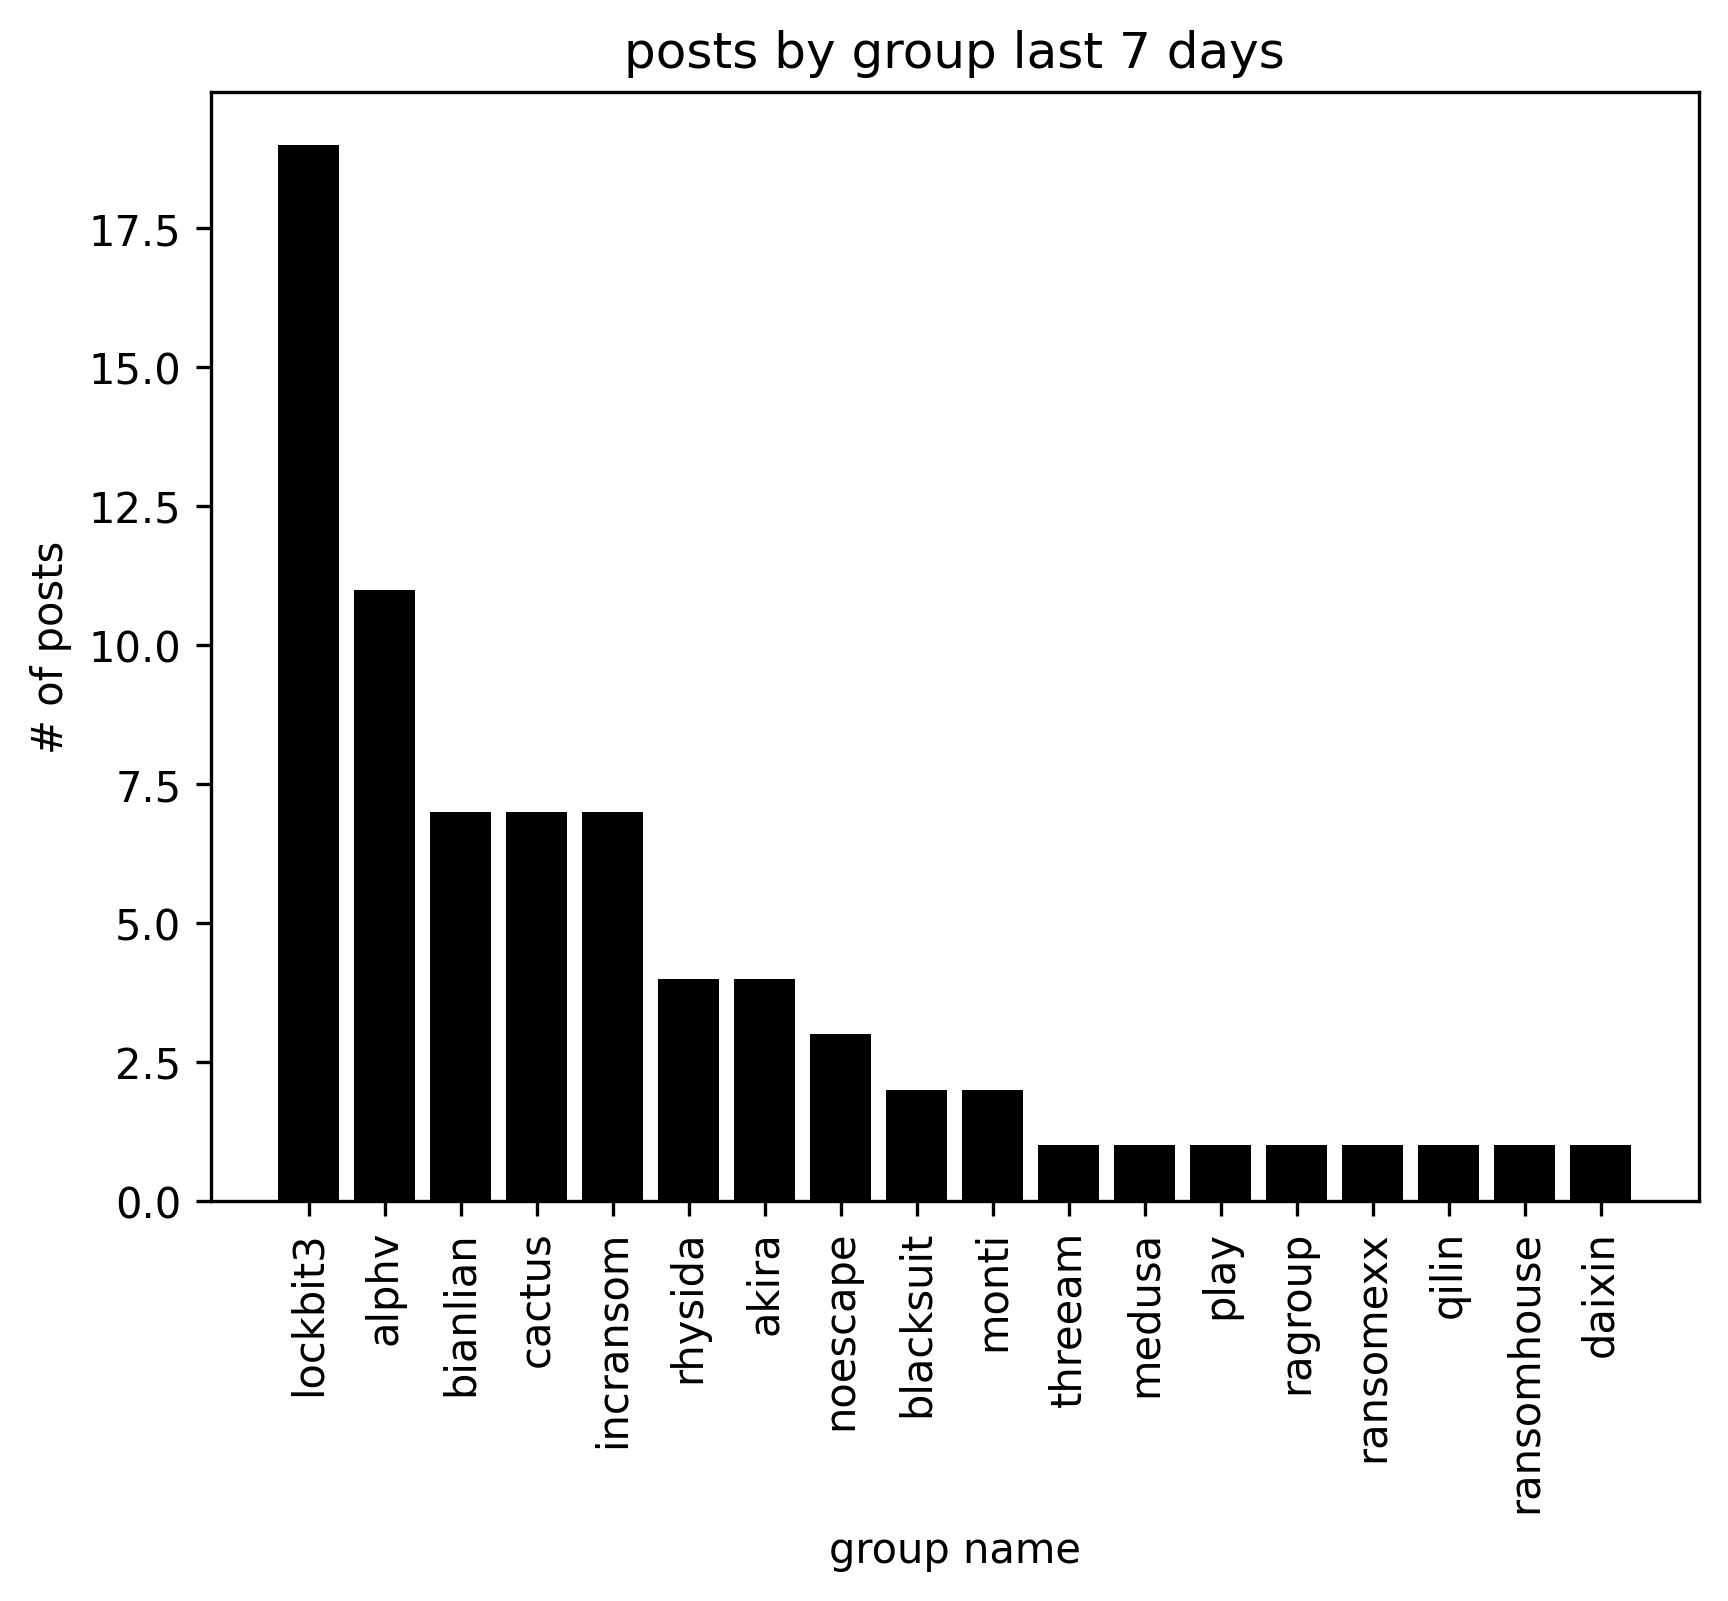 posts by group last 7 days
# of posts
17.5
15.0
12.5
10.0
7.5
5.0
2.5
0.0
lockbit3
alphv
bianlian
cactus
incransom
rhysida
akira
noescape
blacksuit
monti
threeam
medusa
play
ragroup
ransomexx
qilin
ransomhouse
daixin
group name